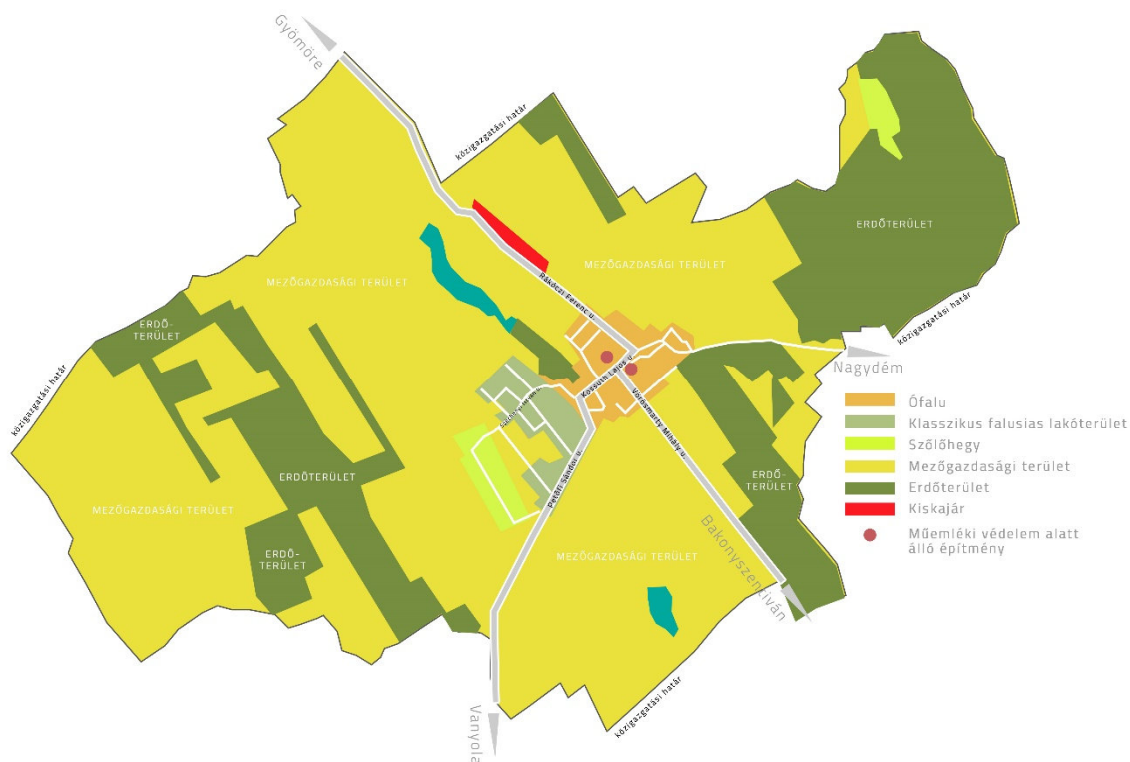 Gyömöre
közigazgatási határ
ERDŐTERÜLET
MEZŐGAZDASÁGI TERÜLET
MEZŐGAZDASÁGI TERÜLET
Rákóczi Ferenc u.
ERDŐ-
TERÜLET
közigazgatási határ
közigazgatási határ
Nagydém
Kossuth Lajos u.
Vörösmarty Mihály u.
Petőfi Sándor u.
ERDŐTERÜLET
ERDŐ-
TERÜLET
MEZŐGAZDASÁGI TERÜLET
ERDŐ-
TERÜLET
MEZŐGAZDASÁGI TERÜLET
Bakonyszentiván
közigazgatási határ
Vanyola
Ófalu
Klasszikus falusias lakóterület
Szőlőhegy
Mezőgazdasági terület
Erdőterület
Kiskajár
Műemléki védelem alatt
álló építmény